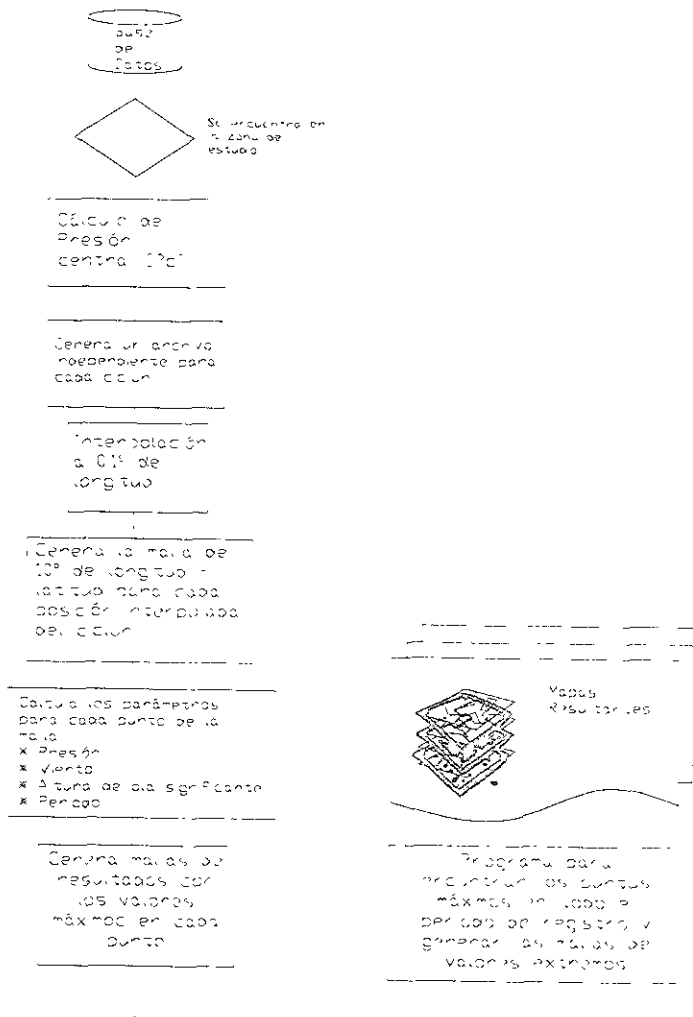 Base
de
Datos
Se encuentra en
la zona de
estudio
Cálculo de
Presión
central "Pc"
Genera un archivo
independiente para
cada ciclón
Interpolación
a 0.1° de
longitud
Genera la malla de
10° de longitud
latitud para cada
posición interpolada
del ciclón
Calcula los parámetros
para cada punto de la
malla
* Presión
* Viento
* Altura de ola significante
* Periodo
Genera mallas de
resultados con
los valores
máximos en cada
punto
Mapas
Resultantes
Programa para
encontrar los puntos
máximos en todo el
periodo de registro y
generar las mallas de
valores extremos